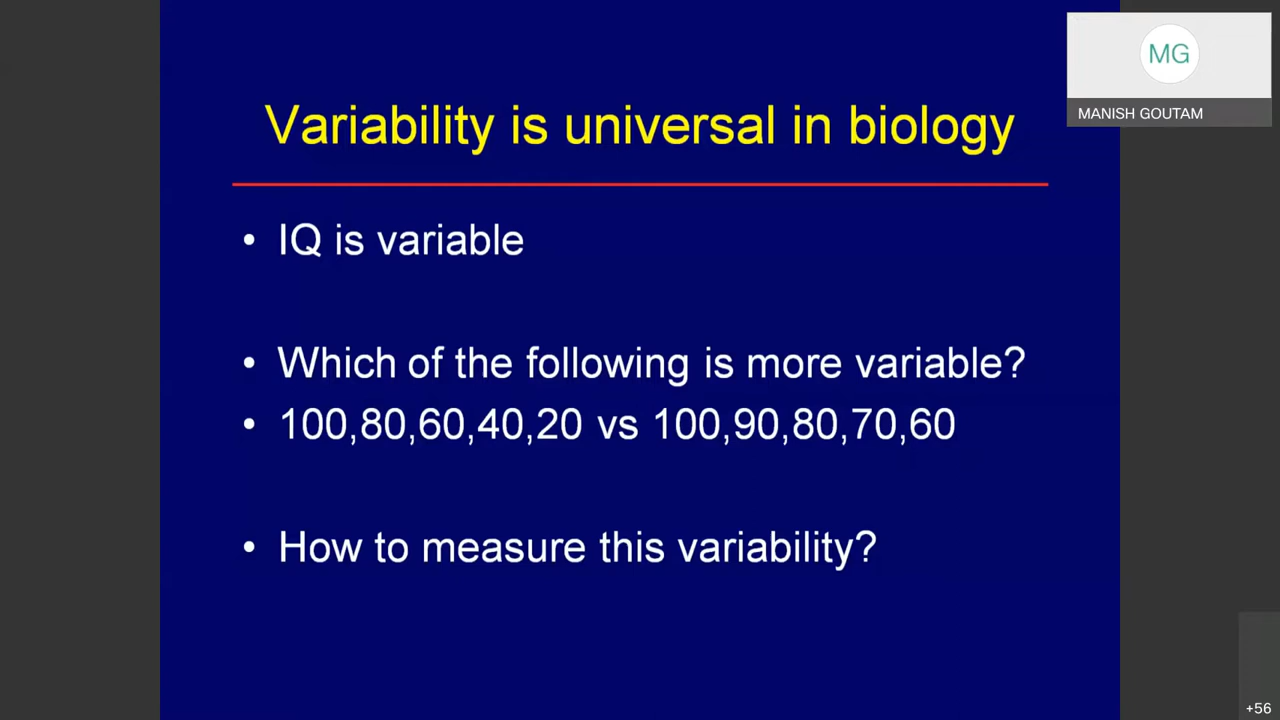 Variability is universal in biology
• IQ is variable
• Which of the following is more variable?
• 100,80,60,40,20 vs 100,90,80,70,60
• How to measure this variability?
MG
MANISH GOUTAM
+56